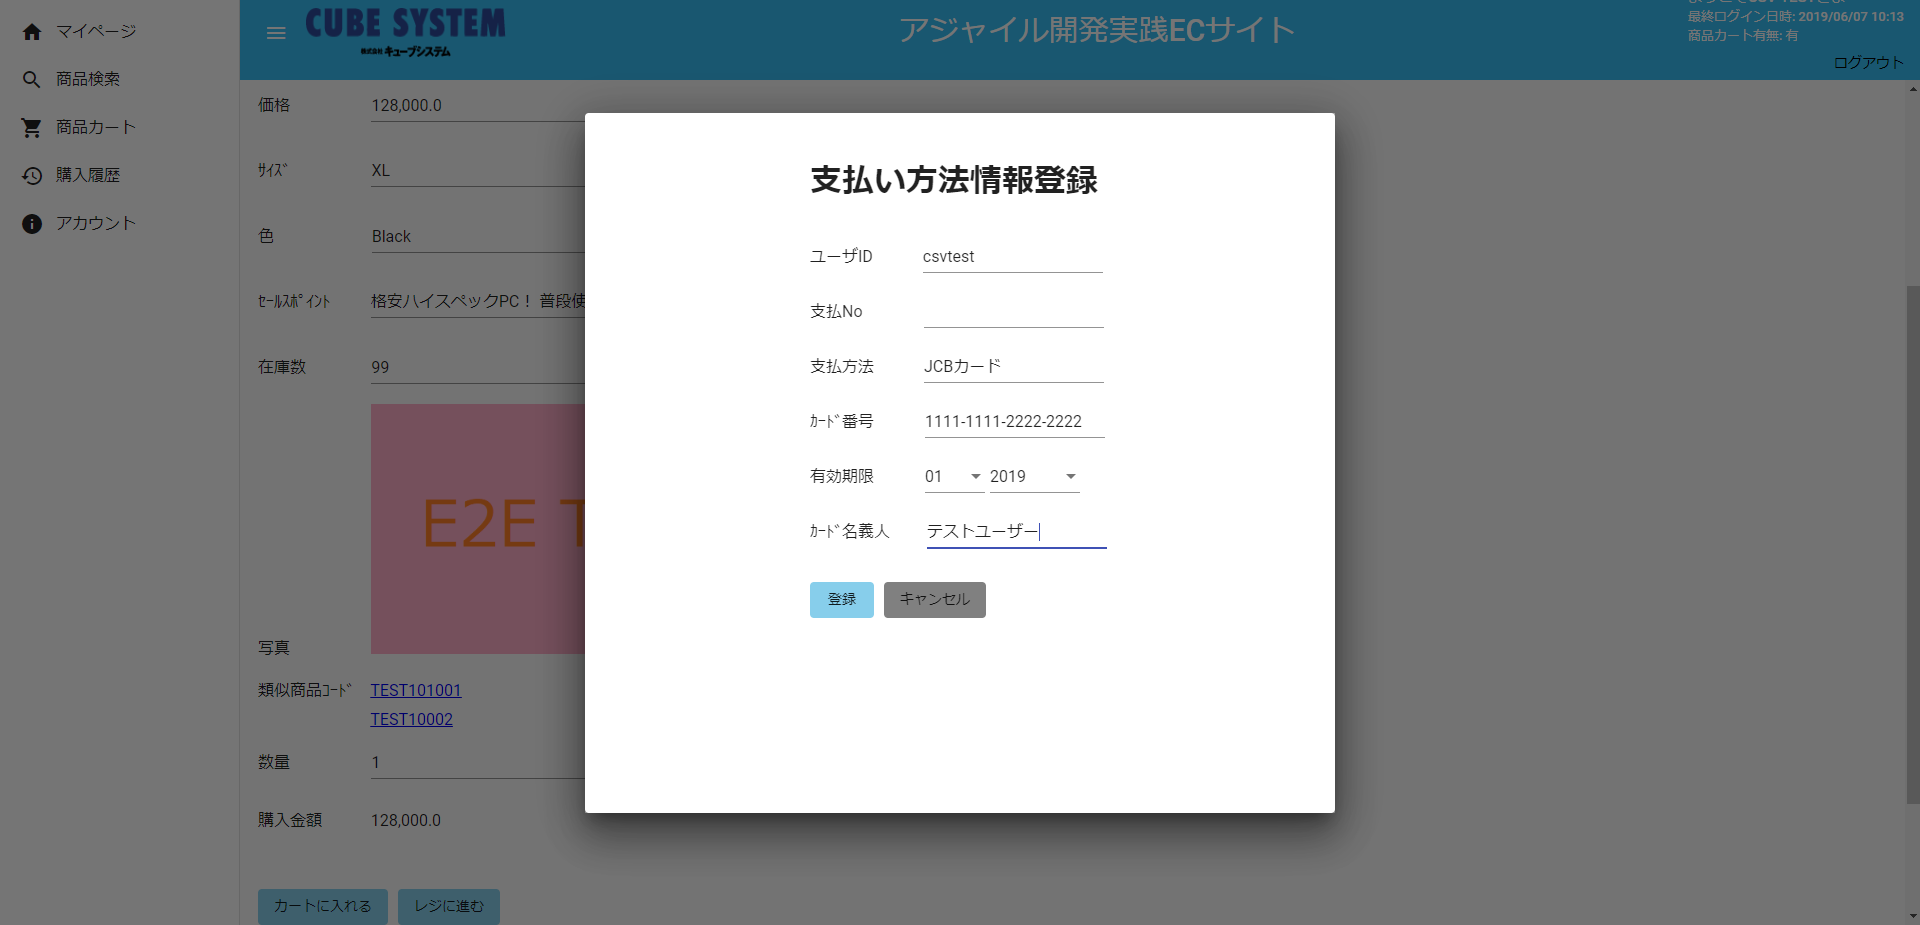 マイページ
商品検索
商品カート
購入履歴
アカウント
CUBE SYSTEM
株式会社 キューブシステム
アジャイル開発実践ECサイト
最終ログイン日時: 2019/06/07 10:13
商品カート有無: 有
ログアウト
価格 128,000.0
ｻｲｽﾞ XL
色 Black
ｾｰﾙｽﾎﾟｲﾝﾄ 格安ハイスペックPC！ 普段使
在庫数 99
E2E T
写真
類似商品ｺｰﾄﾞ TEST101001
TEST10002
数量 1
購入金額 128,000.0
カートに入れる レジに進む
支払い方法情報登録
ユーザID csvtest
支払No
支払方法 JCBカード
ｶｰﾄﾞ番号 1111-1111-2222-2222
有効期限 01 2019
ｶｰﾄﾞ名義人 テストユーザー
登録 キャンセル